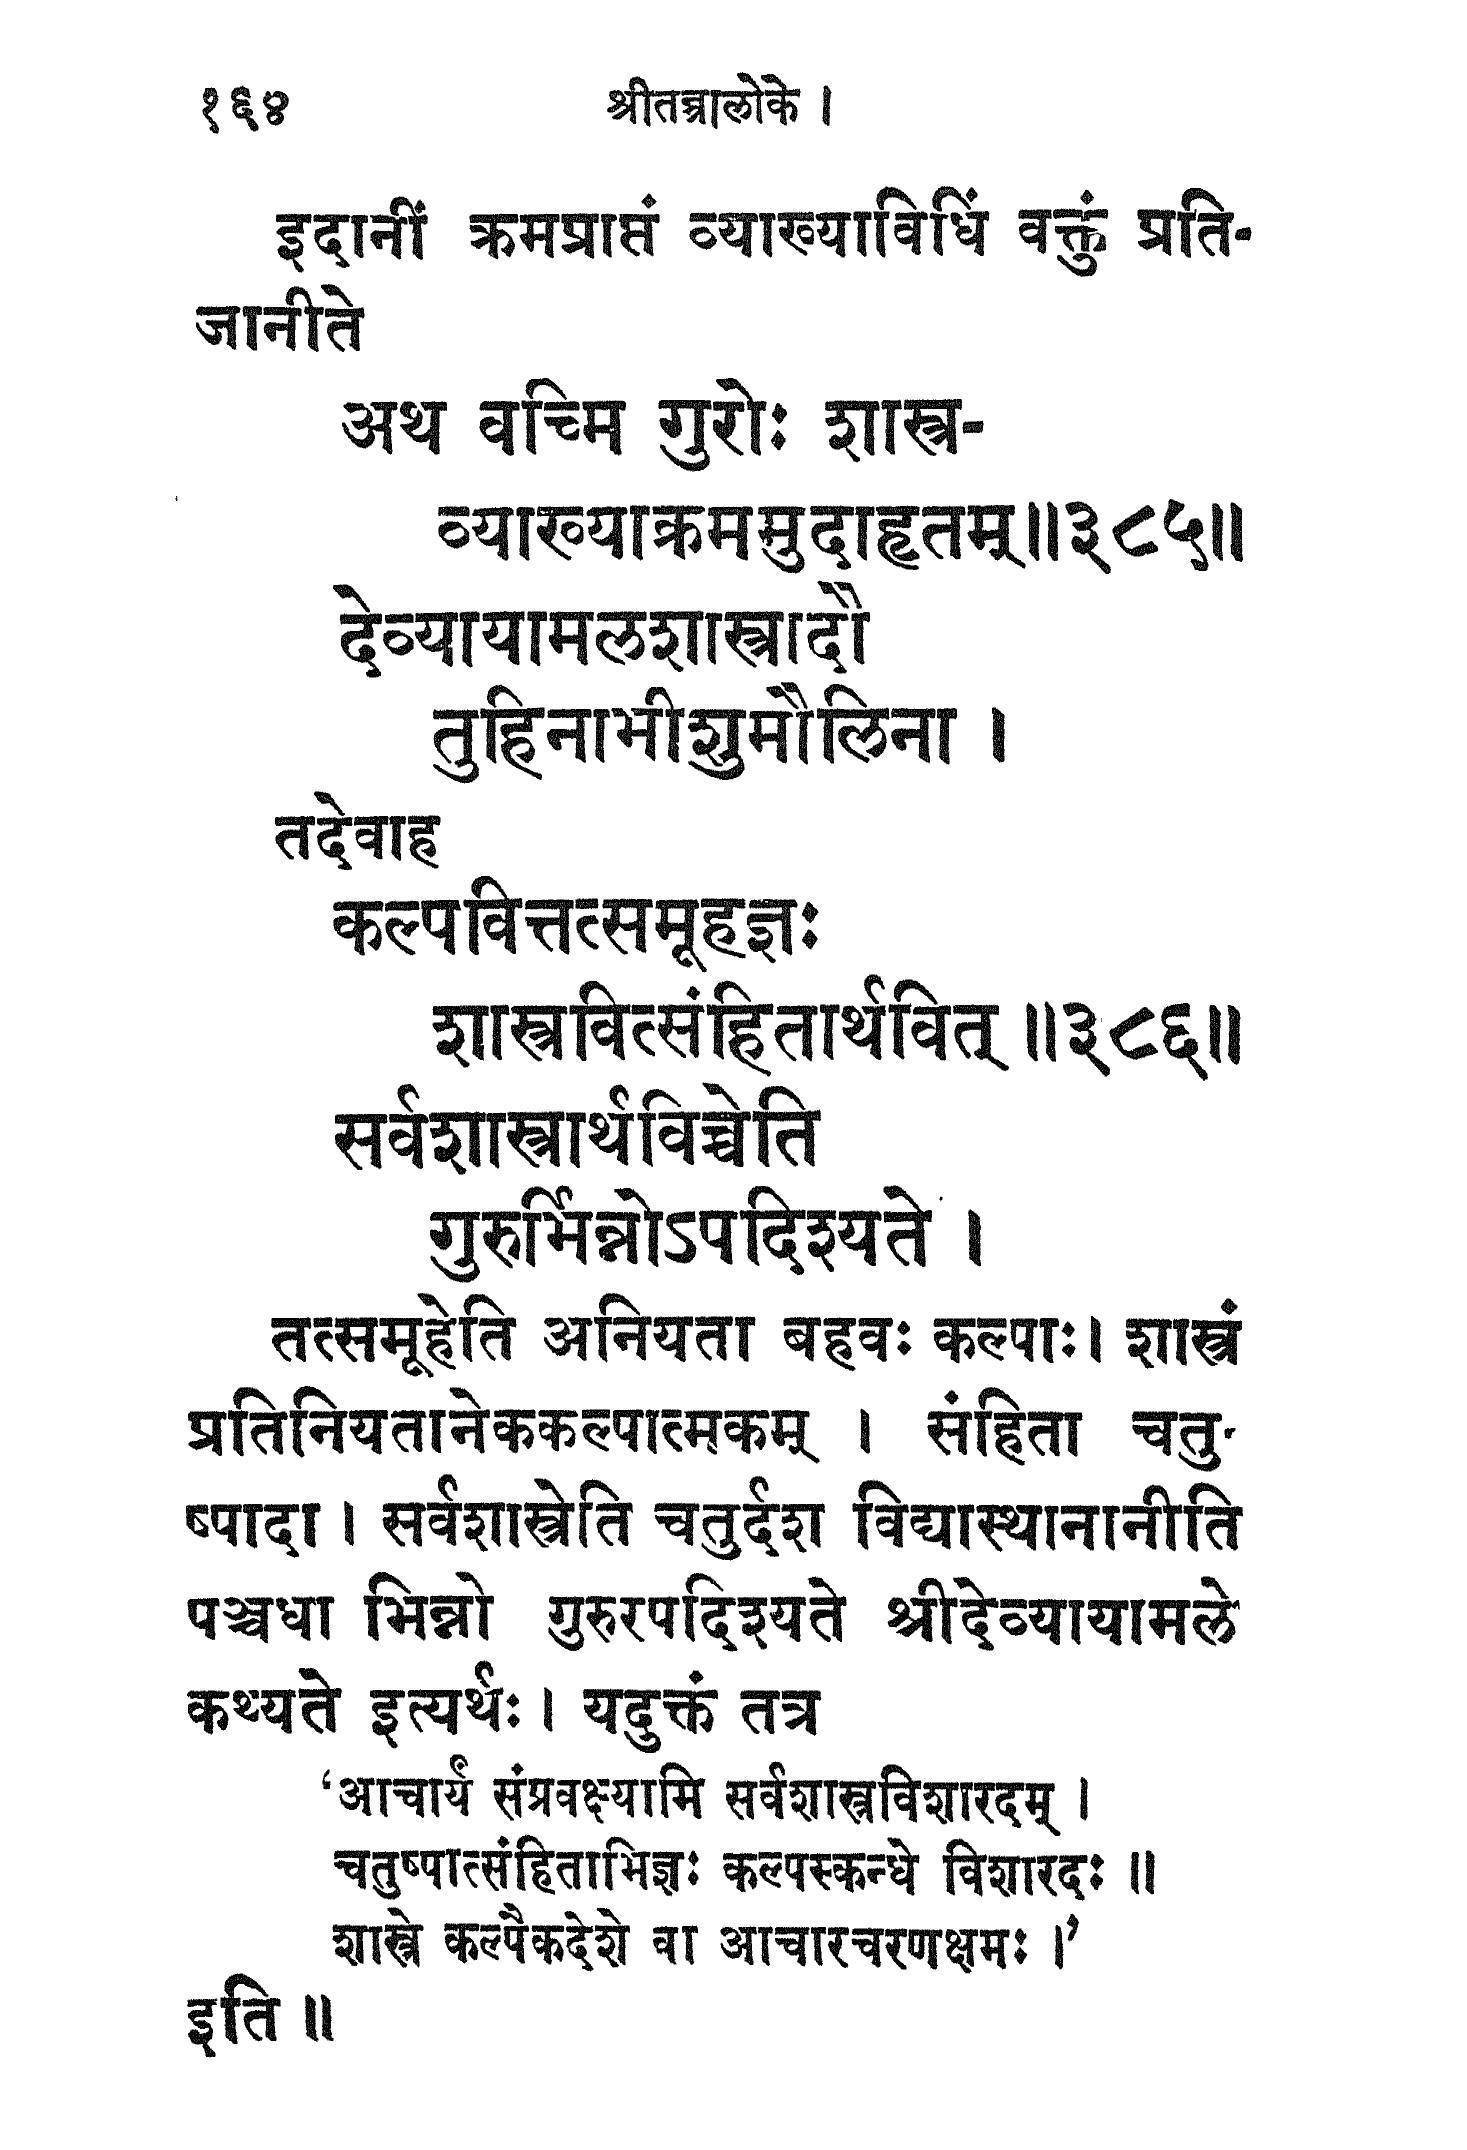 १६४ श्रीतन्त्रालोके ।
इदानीं क्रमप्राप्तं व्याख्याविधिं वक्तुं प्रति-
जानीते
अथ वच्मि गुरोः शास्त्र-
व्याख्याक्रममुदाहृतम्॥३८५॥
देव्यायामलशास्त्रादौ
तुहिनाभीशुमौलिना ।
तदेवाह
कल्पवित्तत्समूहज्ञः
शास्त्रवित्संहितार्थवित् ॥३८६॥
सर्वशास्त्रार्थविच्चेति
गुरुर्भिन्नोऽपदिश्यते ।
तत्समूहेति अनियता बहवः कल्पाः। शास्त्रं
प्रतिनियतानेककल्पात्मकम् । संहिता चतु-
ष्पादा । सर्वशास्त्रेति चतुर्दश विद्यास्थानानीति
पञ्चधा भिन्नो गुरुरपदिश्यते श्रीदेव्यायामले
कथ्यते इत्यर्थः। यदुक्तं तत्र
‘आचार्यं संप्रवक्ष्यामि सर्वशास्त्रविशारदम् ।
चतुष्पात्संहिताभिज्ञः कल्पस्कन्धे विशारदः ॥
शास्त्रे कल्पैकदेशे वा आचारचरणक्षमः ।’
इति ॥